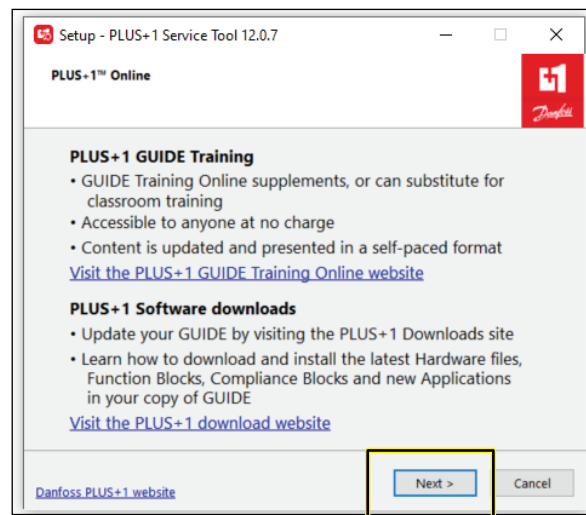 Setup - PLUS+1 Service Tool 12.0.7
PLUS+1™ Online
Danfoss
PLUS+1 GUIDE Training
• GUIDE Training Online supplements, or can substitute for
classroom training
• Accessible to anyone at no charge
• Content is updated and presented in a self-paced format
Visit the PLUS+1 GUIDE Training Online website
PLUS+1 Software downloads
• Update your GUIDE by visiting the PLUS+1 Downloads site
• Learn how to download and install the latest Hardware files,
Function Blocks, Compliance Blocks and new Applications
in your copy of GUIDE
Visit the PLUS+1 download website
Danfoss PLUS+1 website
Next >
Cancel